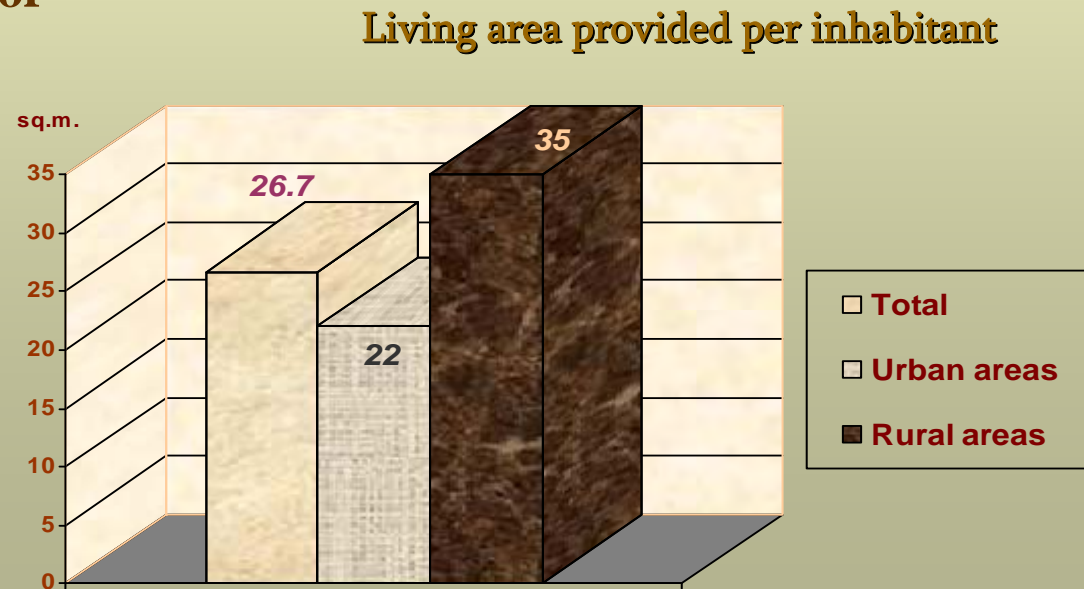 or
Living area provided per inhabitant
sq.m.
35
30
25
20
15
10
5
0
26.7
22
35
Total
Urban areas
Rural areas